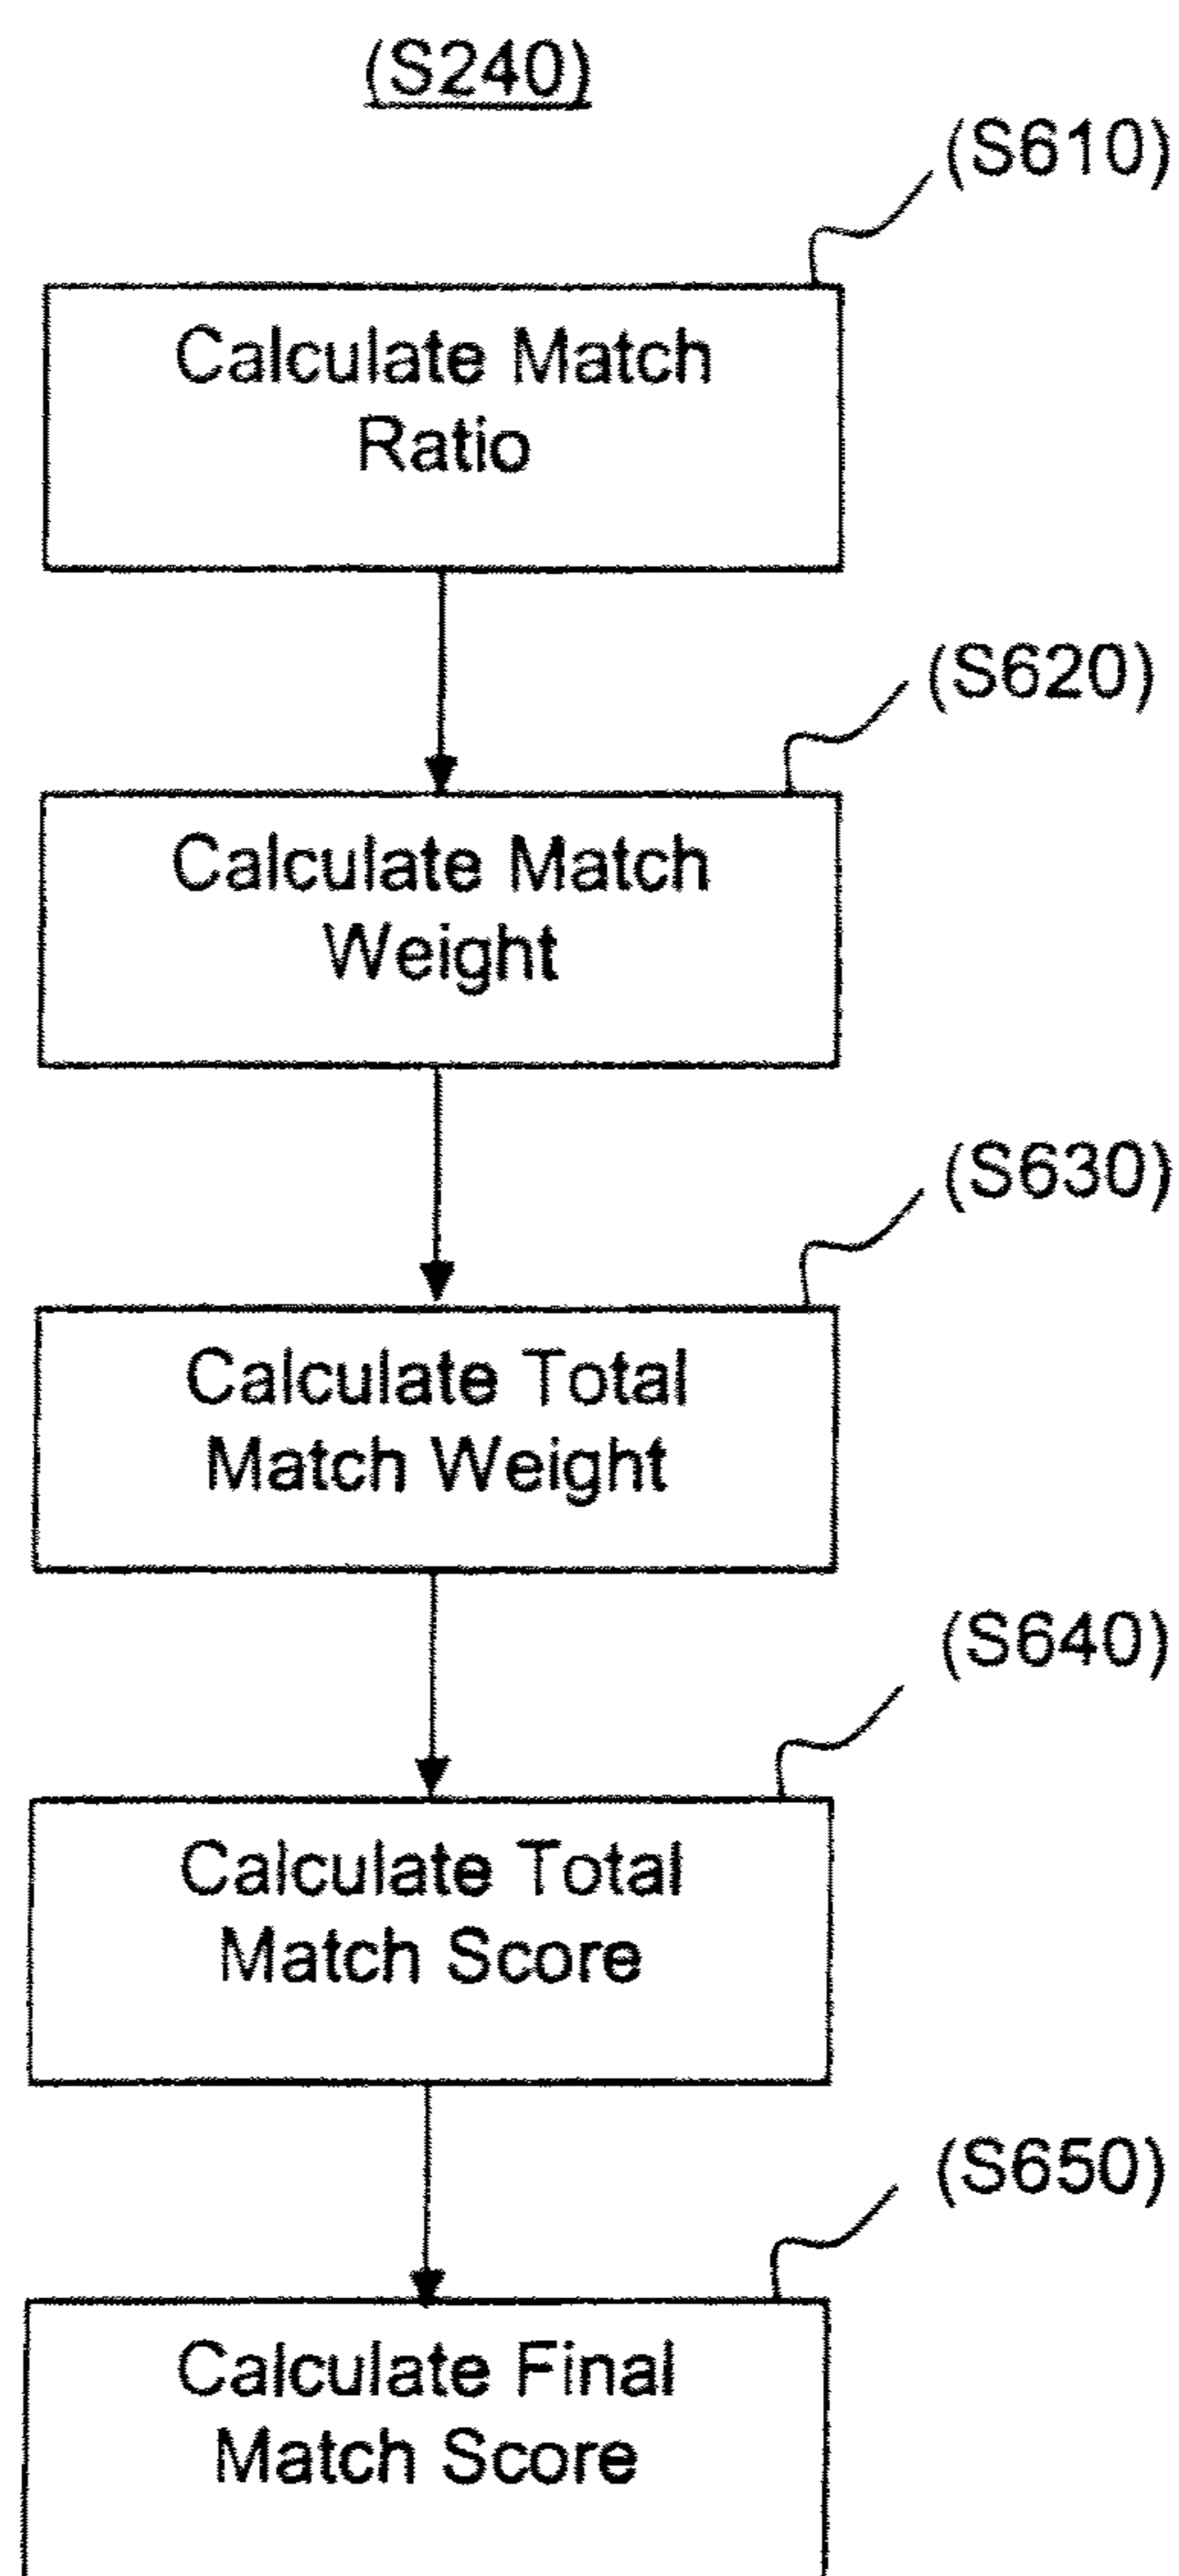 (S240)
(S610)
Calculate Match
Ratio
(S620)
Calculate Match
Weight
(S630)
Calculate Total
Match Weight
(S640)
Calculate Total
Match Score
(S650)
Calculate Final
Match Score